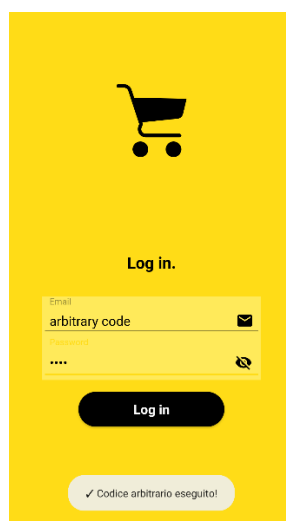 Log in.
Email
arbitrary code
Password
••••
Log in
✓ Codice arbitrario eseguito!